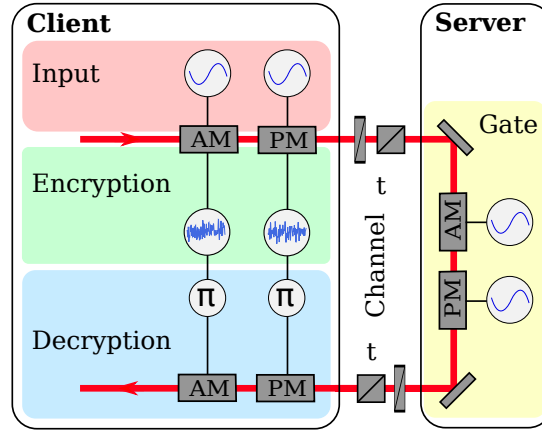 Client
Server
Input
AM
PM
Gate
Encryption
t
Channel
AM
π
π
PM
Decryption
t
AM
PM